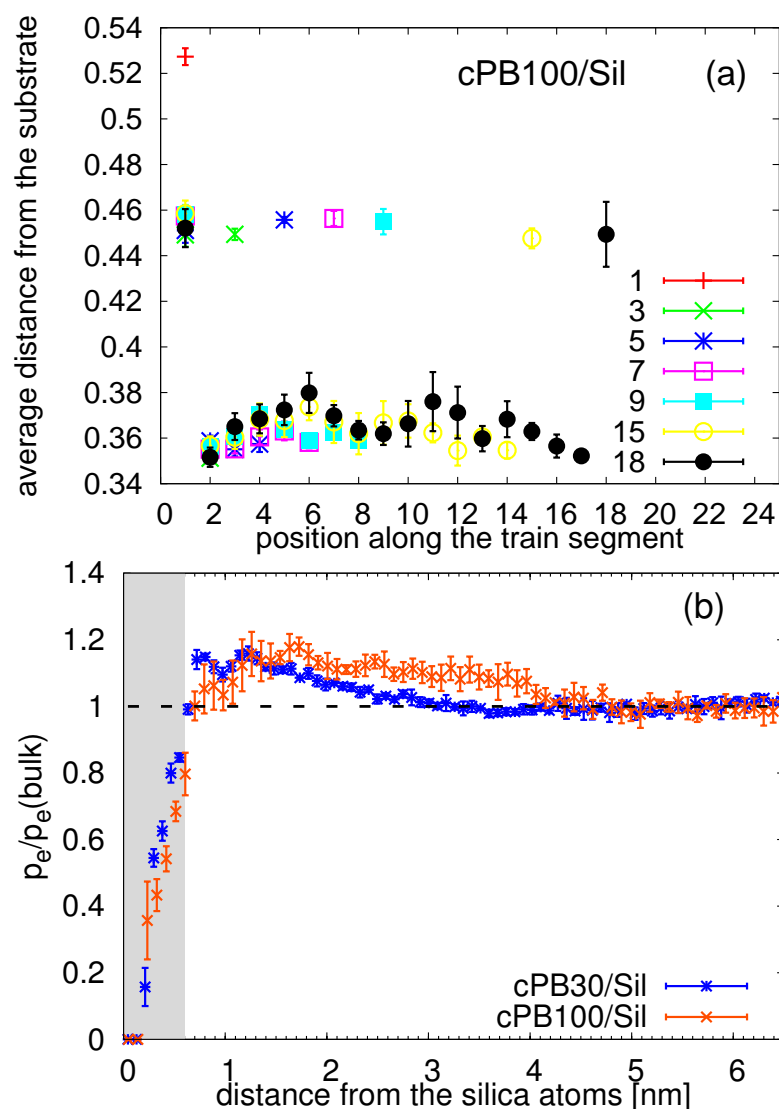 0.54
0.52
0.5
0.48
0.46
0.44
0.42
0.4
0.38
0.36
0.34
average distance from the substrate
cPB100/Sil
(a)
1
3
5
7
9
15
18
0 2 4 6 8 10 12 14 16 18 20 22 24
position along the train segment
1.4
1.2
1
0.8
0.6
0.4
0.2
0
pe/pe(bulk)
(b)
cPB30/Sil
cPB100/Sil
0 1 2 3 4 5 6
distance from the silica atoms [nm]